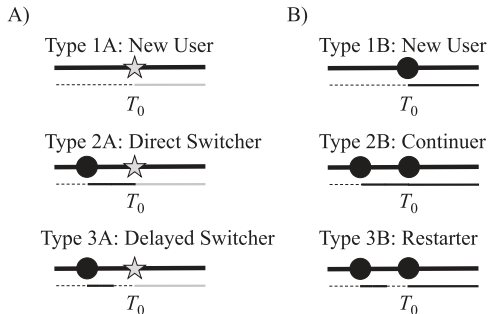 A)
Type 1A: New User
T0
Type 2A: Direct Switcher
T0
Type 3A: Delayed Switcher
T0
B)
Type 1B: New User
T0
Type 2B: Continuer
T0
Type 3B: Restarter
T0